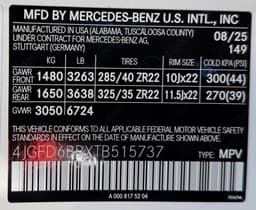 MFD BY MERCEDES-BENZ U.S. INTL., INC
MANUFACTURED IN USA (ALABAMA, TUSCALOOSA COUNTY) 08/25
UNDER CONTRACT FOR MERCEDES-BENZ AG,
STUTTGART (GERMANY) 149
KG LB TIRES RIM SIZE COLD KPA(PSI)
GAWR FRONT 1480 3263 285/40 ZR22 10Jx22 300(44)
GAWR REAR 1650 3638 325/35 ZR22 11.5Jx22 270(39)
GVWR 3050 6724
THIS VEHICLE CONFORMS TO ALL APPLICABLE U.S. FEDERAL MOTOR VEHICLE SAFETY
STANDARDS IN EFFECT ON THE DATE OF MANUFACTURE SHOWN ABOVE.
4JGFD6BBXTB515737 TYPE: MPV
A 000 817 52 04